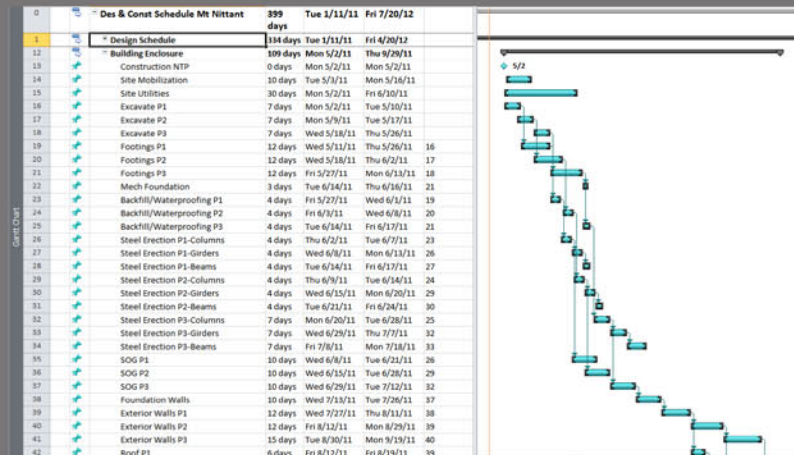 0 Des & Const Schedule Mt Nittant 399 days Tue 1/11/11 Fri 7/20/12
1 Design Schedule 334 days Tue 1/11/11 Fri 4/20/12
12 Building Enclosure 109 days Mon 5/2/11 Thu 9/29/11
13 Construction NTP 0 days Mon 5/2/11 Mon 5/2/11 5/2
14 Site Mobilization 10 days Tue 5/3/11 Mon 5/16/11
15 Site Utilities 30 days Mon 5/2/11 Fri 6/10/11
16 Excavate P1 7 days Mon 5/2/11 Tue 5/10/11
17 Excavate P2 7 days Mon 5/9/11 Tue 5/17/11
18 Excavate P3 7 days Wed 5/18/11 Thu 5/26/11
19 Footings P1 12 days Wed 5/11/11 Thu 5/26/11 16
20 Footings P2 12 days Wed 5/18/11 Thu 6/2/11 17
21 Footings P3 12 days Fri 5/27/11 Mon 6/13/11 18
22 Mech Foundation 3 days Tue 6/14/11 Thu 6/16/11 21
23 Backfill/Waterproofing P1 4 days Fri 5/27/11 Wed 6/1/11 19
24 Backfill/Waterproofing P2 4 days Fri 6/3/11 Wed 6/8/11 20
25 Backfill/Waterproofing P3 4 days Tue 6/14/11 Fri 6/17/11 21
26 Steel Erection P1-Columns 4 days Thu 6/2/11 Tue 6/7/11 23
27 Steel Erection P1-Girders 4 days Wed 6/8/11 Mon 6/13/11 26
28 Steel Erection P1-Beams 4 days Tue 6/14/11 Fri 6/17/11 27
29 Steel Erection P2-Columns 4 days Thu 6/9/11 Tue 6/14/11 24
30 Steel Erection P2-Girders 4 days Wed 6/15/11 Mon 6/20/11 29
31 Steel Erection P2-Beams 4 days Tue 6/21/11 Fri 6/24/11 30
32 Steel Erection P3-Columns 7 days Mon 6/20/11 Tue 6/28/11 25
33 Steel Erection P3-Girders 7 days Wed 6/29/11 Thu 7/7/11 32
34 Steel Erection P3-Beams 7 days Fri 7/8/11 Mon 7/18/11 33
35 SOG P1 10 days Wed 6/8/11 Tue 6/21/11 26
36 SOG P2 10 days Wed 6/15/11 Tue 6/28/11 29
37 SOG P3 10 days Wed 6/29/11 Tue 7/12/11 32
38 Foundation Walls 10 days Wed 7/13/11 Tue 7/26/11 37
39 Exterior Walls P1 12 days Wed 7/27/11 Thu 8/11/11 38
40 Exterior Walls P2 12 days Fri 8/12/11 Mon 8/29/11 39
41 Exterior Walls P3 15 days Tue 8/30/11 Mon 9/19/11 40
42 Roof P1 6 days Fri 8/12/11 Fri 8/19/11 39
Gantt Chart